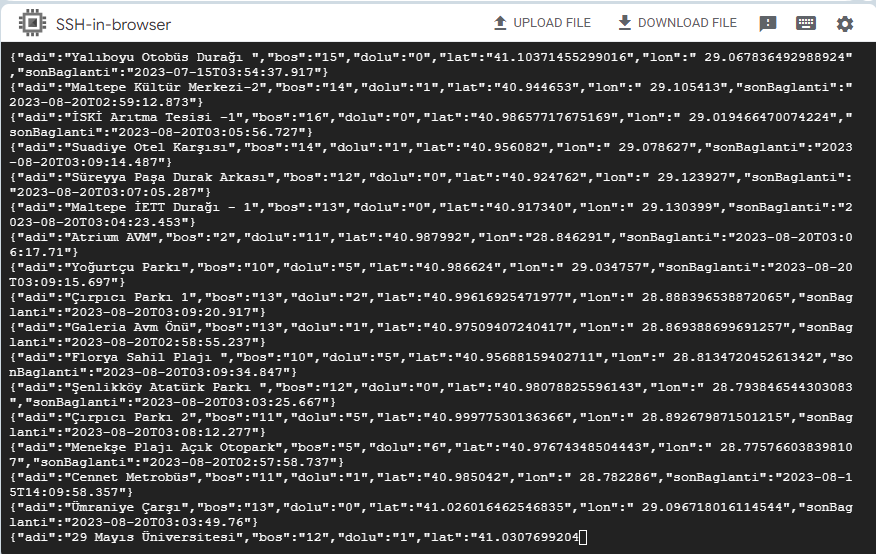 SSH-in-browser
UPLOAD FILE
DOWNLOAD FILE
{"adi":"Yalıboyu Otobüs Durağı ","bos":"15","dolu":"0","lat":"41.10371455299016","lon":" 29.067836492988924"
,"sonBaglanti":"2023-07-15T03:54:37.917"}
{"adi":"Maltepe Kültür Merkezi-2","bos":"14","dolu":"1","lat":"40.944653","lon":" 29.105413","sonBaglanti":"
2023-08-20T02:59:12.873"}
{"adi":"İSKİ Arıtma Tesisi -1","bos":"16","dolu":"0","lat":"40.98657717675169","lon":" 29.019466470074224","
sonBaglanti":"2023-08-20T03:05:56.727"}
{"adi":"Suadiye Otel Karşısı","bos":"14","dolu":"1","lat":"40.956082","lon":" 29.078627","sonBaglanti":"2023
-08-20T03:09:14.487"}
{"adi":"Süreyya Paşa Durak Arkası","bos":"12","dolu":"0","lat":"40.924762","lon":" 29.123927","sonBaglanti":
"2023-08-20T03:07:05.287"}
{"adi":"Maltepe İETT Durağı - 1","bos":"13","dolu":"0","lat":"40.917340","lon":" 29.130399","sonBaglanti":"2
023-08-20T03:04:23.453"}
{"adi":"Atrium AVM","bos":"2","dolu":"11","lat":"40.987992","lon":"28.846291","sonBaglanti":"2023-08-20T03:0
6:17.71"}
{"adi":"Yoğurtçu Parkı","bos":"10","dolu":"5","lat":"40.986624","lon":" 29.034757","sonBaglanti":"2023-08-20
T03:09:15.697"}
{"adi":"Çırpıcı Parkı 1","bos":"13","dolu":"2","lat":"40.99616925471977","lon":" 28.888396538872065","sonBag
lanti":"2023-08-20T03:09:20.917"}
{"adi":"Galeria Avm Önü","bos":"13","dolu":"1","lat":"40.97509407240417","lon":" 28.869388699691257","sonBag
lanti":"2023-08-20T02:58:55.237"}
{"adi":"Florya Sahil Plajı ","bos":"10","dolu":"5","lat":"40.95688159402711","lon":" 28.813472045261342","so
nBaglanti":"2023-08-20T03:09:34.847"}
{"adi":"Şenlikköy Atatürk Parkı ","bos":"12","dolu":"0","lat":"40.98078825596143","lon":" 28.793846544303083
","sonBaglanti":"2023-08-20T03:03:25.667"}
{"adi":"Çırpıcı Parkı 2","bos":"11","dolu":"5","lat":"40.99977530136366","lon":" 28.892679871501215","sonBag
lanti":"2023-08-20T03:08:12.277"}
{"adi":"Menekşe Plajı Açık Otopark","bos":"5","dolu":"6","lat":"40.97674348504443","lon":" 28.77576603839810
7","sonBaglanti":"2023-08-20T02:57:58.737"}
{"adi":"Cennet Metrobüs","bos":"11","dolu":"1","lat":"40.985042","lon":" 28.782286","sonBaglanti":"2023-08-1
5T14:09:58.357"}
{"adi":"Ümraniye Çarşı","bos":"13","dolu":"0","lat":"41.026016462546835","lon":" 29.096718016114544","sonBag
lanti":"2023-08-20T03:03:49.76"}
{"adi":"29 Mayıs Üniversitesi","bos":"12","dolu":"1","lat":"41.0307699204